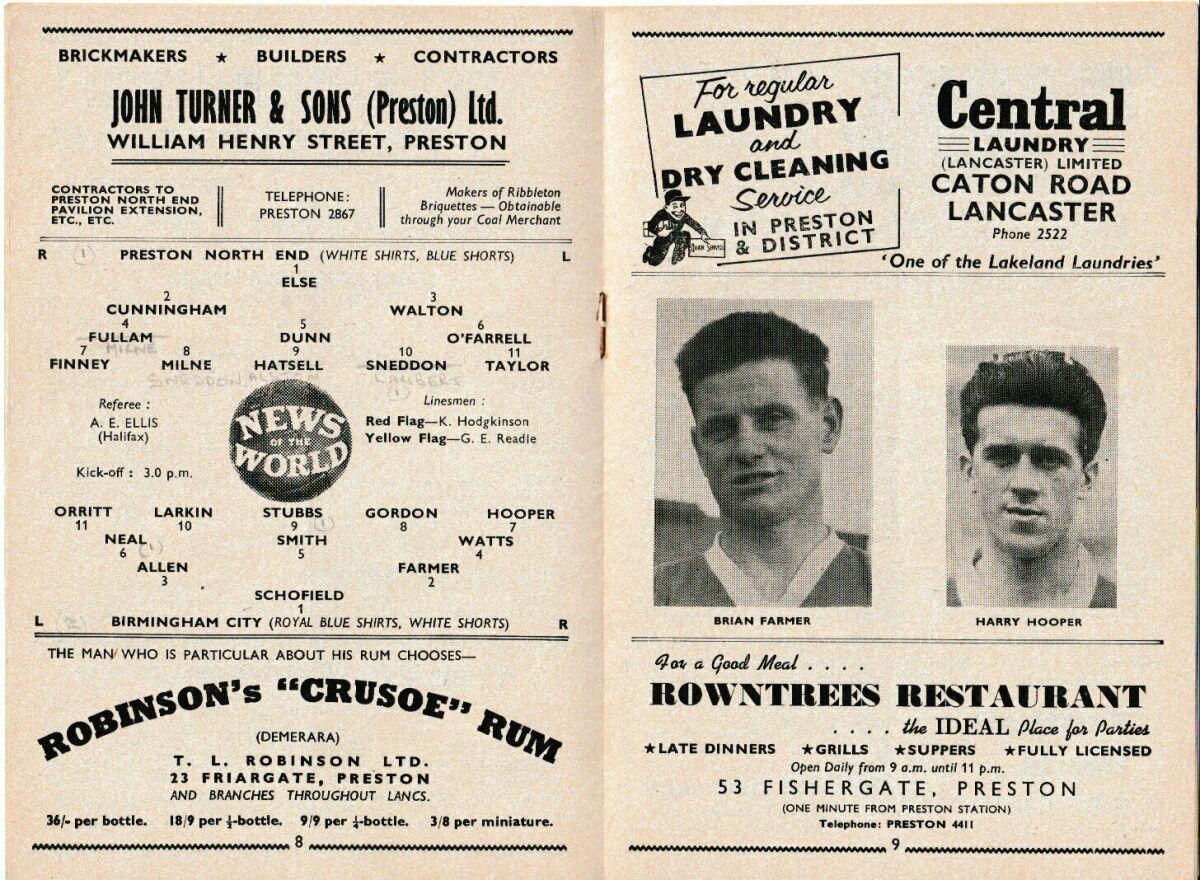 BRICKMAKERS ★ BUILDERS ★ CONTRACTORS
JOHN TURNER & SONS (Preston) Ltd.
WILLIAM HENRY STREET, PRESTON
CONTRACTORS TO
PRESTON NORTH END
PAVILION EXTENSION,
ETC., ETC.
TELEPHONE:
PRESTON 2867
Makers of Ribbleton
Briquettes — Obtainable
through your Coal Merchant
R (1) PRESTON NORTH END (WHITE SHIRTS, BLUE SHORTS) L
1
ELSE
2 3
CUNNINGHAM WALTON
4 5 6
FULLAM DUNN O'FARRELL
MILNE
7 8 9 10 11
FINNEY MILNE HATSELL SNEDDON TAYLOR
SNEDDON LAMBERT
(1)
Referee :
A. E. ELLIS
(Halifax)
Kick-off : 3.0 p.m.
NEWS
OF THE
WORLD
Linesmen :
Red Flag—K. Hodgkinson
Yellow Flag—G. E. Readle
ORRITT LARKIN STUBBS GORDON HOOPER
11 10 9 (1) 8 7
NEAL SMITH WATTS
6 (1) 5 4
ALLEN FARMER
3 2
SCHOFIELD
1
L (2) BIRMINGHAM CITY (ROYAL BLUE SHIRTS, WHITE SHORTS) R
THE MAN WHO IS PARTICULAR ABOUT HIS RUM CHOOSES—
ROBINSON's "CRUSOE" RUM
(DEMERARA)
T. L. ROBINSON LTD.
23 FRIARGATE, PRESTON
AND BRANCHES THROUGHOUT LANCS.
36/- per bottle. 18/9 per ½-bottle. 9/9 per ¼-bottle. 3/8 per miniature.
8
For regular
LAUNDRY
and
DRY CLEANING
Service
IN PRESTON
& DISTRICT
Central
LAUNDRY
(LANCASTER) LIMITED
CATON ROAD
LANCASTER
Phone 2522
'One of the Lakeland Laundries'
BRIAN FARMER
HARRY HOOPER
For a Good Meal . . . .
ROWNTREES RESTAURANT
. . . . the IDEAL Place for Parties
★LATE DINNERS ★GRILLS ★SUPPERS ★FULLY LICENSED
Open Daily from 9 a.m. until 11 p.m.
53 FISHERGATE, PRESTON
(ONE MINUTE FROM PRESTON STATION)
Telephone: PRESTON 4411
9